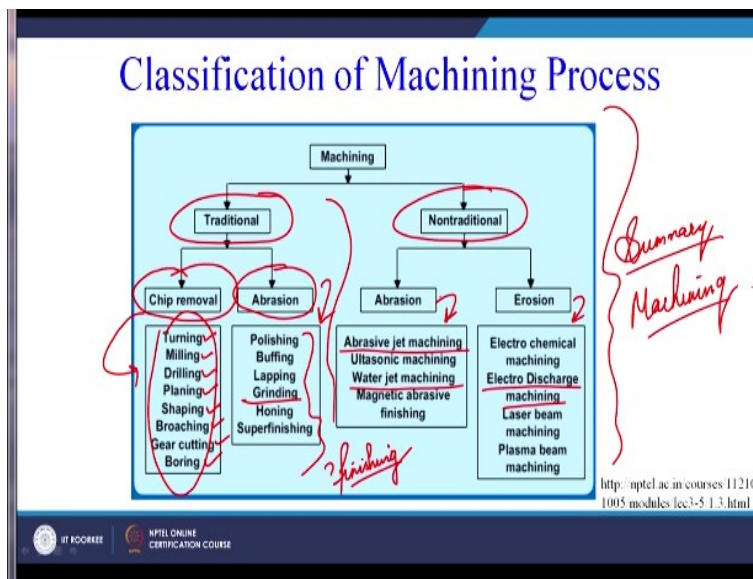 Classification of Machining Process
Machining
Traditional
Nontraditional
Chip removal
Abrasion
Abrasion
Erosion
Turning
Milling
Drilling
Planing
Shaping
Broaching
Gear cutting
Boring
Polishing
Buffing
Lapping
Grinding
Honing
Superfinishing
Abrasive jet machining
Ultasonic machining
Water jet machining
Magnetic abrasive
finishing
Electro chemical
machining
Electro Discharge
machining
Laser beam
machining
Plasma beam
machining
finishing
Summary
Machining
http://nptel.ac.in/courses/11210
1005/modules/lec3-5/1.3.html
IIT ROORKEE
NPTEL ONLINE
CERTIFICATION COURSE